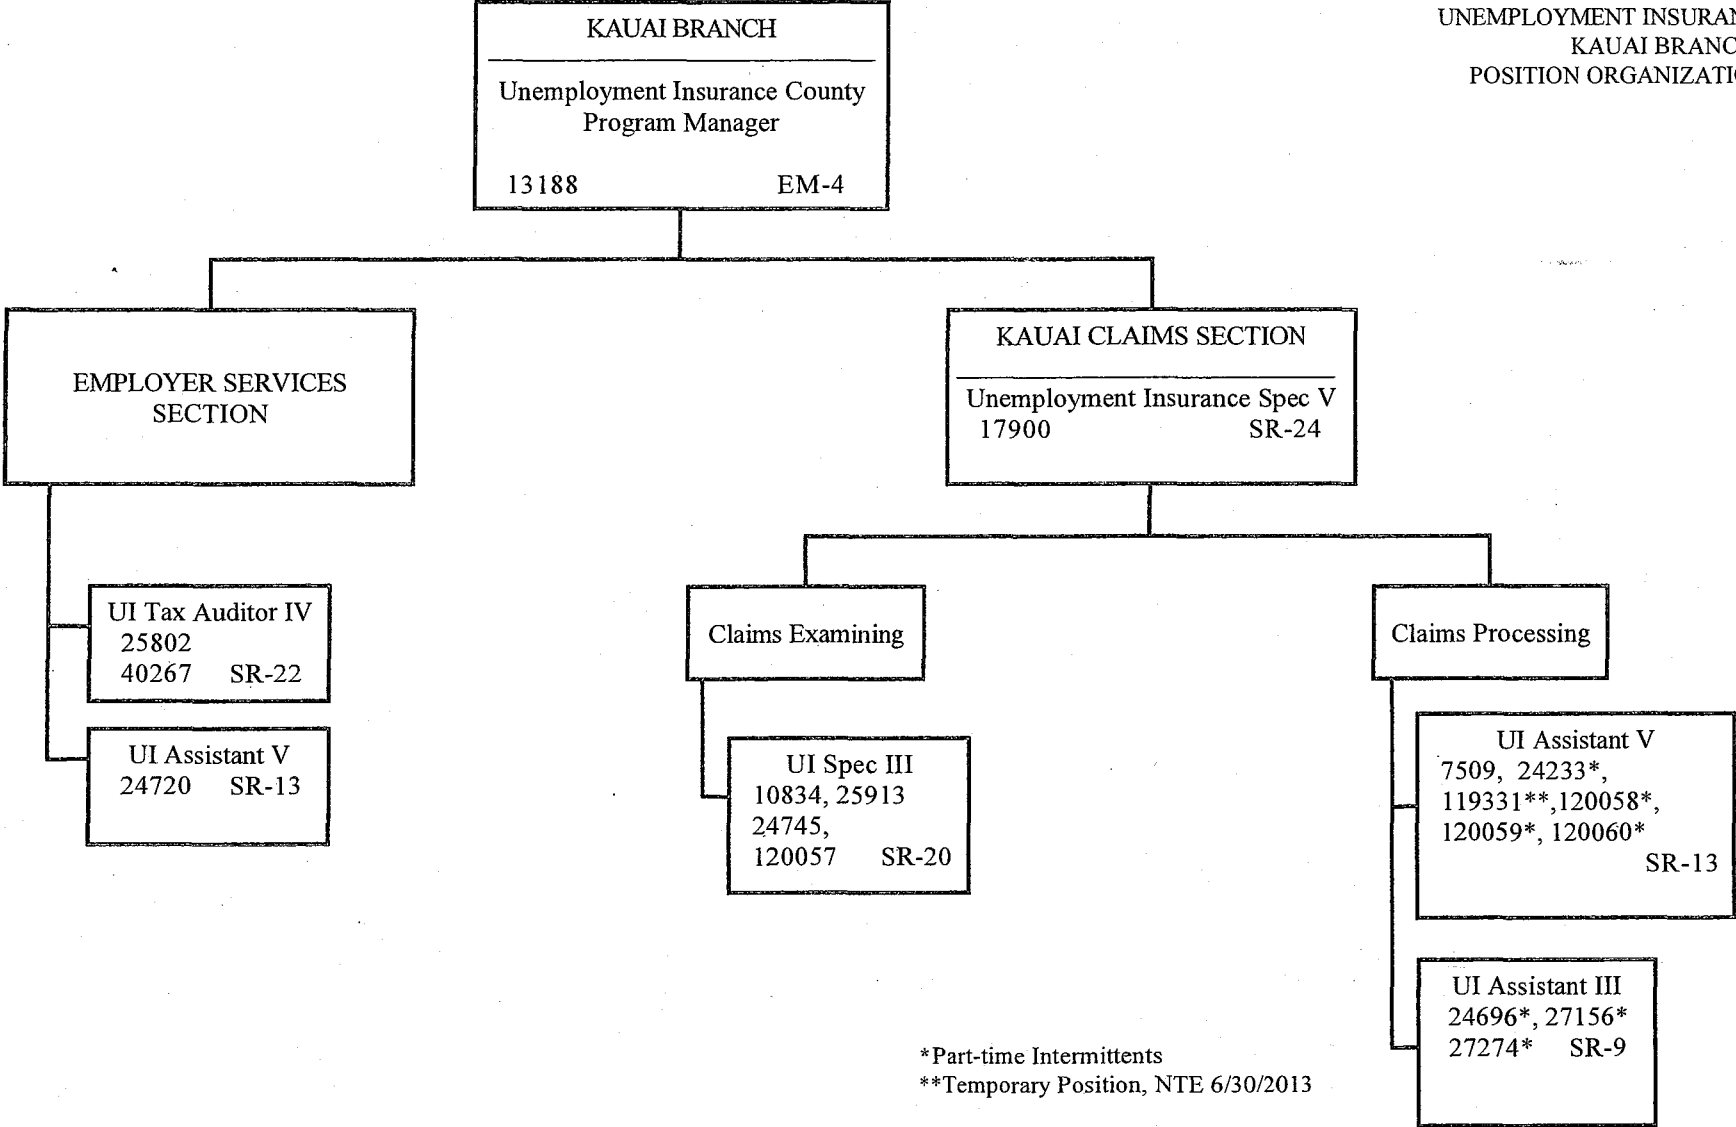 UNEMPLOYMENT INSURAN
KAUAI BRANC
POSITION ORGANIZATI
KAUAI BRANCH
Unemployment Insurance County
Program Manager
13188 EM-4
EMPLOYER SERVICES
SECTION
KAUAI CLAIMS SECTION
Unemployment Insurance Spec V
17900 SR-24
UI Tax Auditor IV
25802
40267 SR-22
UI Assistant V
24720 SR-13
Claims Examining
UI Spec III
10834, 25913
24745,
120057 SR-20
Claims Processing
UI Assistant V
7509, 24233*,
119331**,120058*,
120059*, 120060*
SR-13
UI Assistant III
24696*, 27156*
27274* SR-9
*Part-time Intermittents
**Temporary Position, NTE 6/30/2013